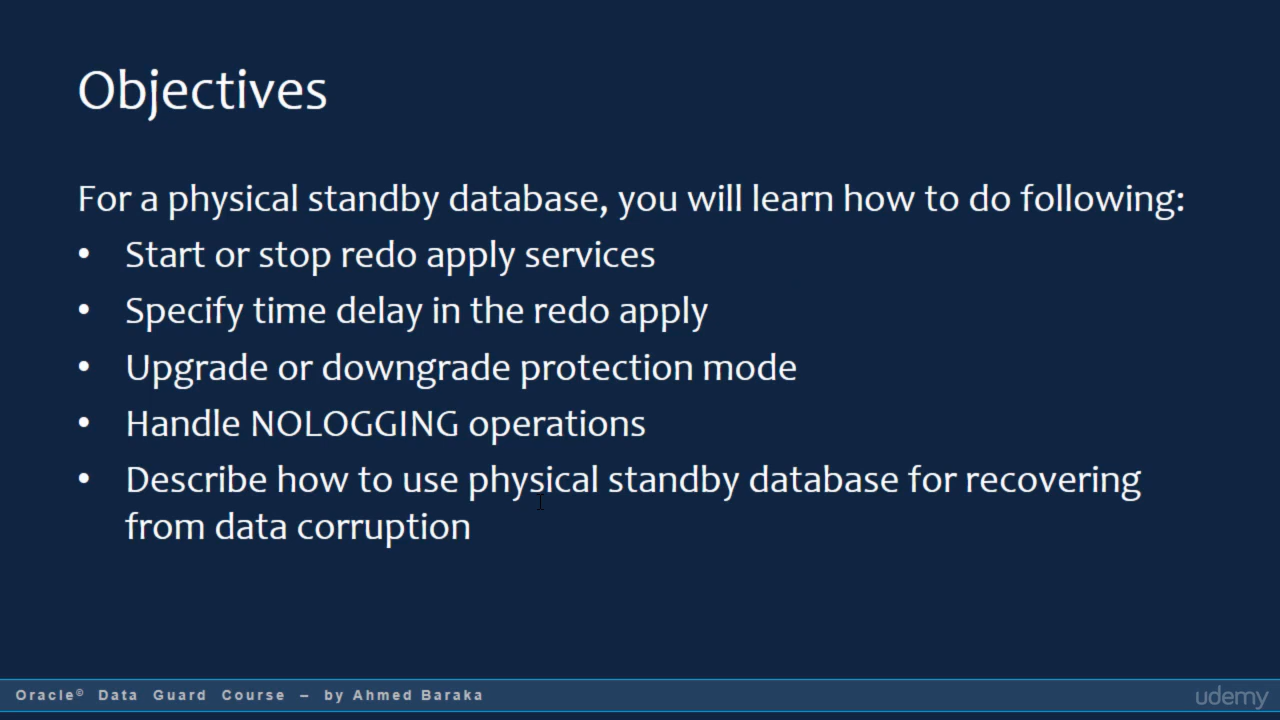 Objectives
For a physical standby database, you will learn how to do following:
• Start or stop redo apply services
• Specify time delay in the redo apply
• Upgrade or downgrade protection mode
• Handle NOLOGGING operations
• Describe how to use physical standby database for recovering
from data corruption
Oracle© Data Guard Course – by Ahmed Baraka
udemy